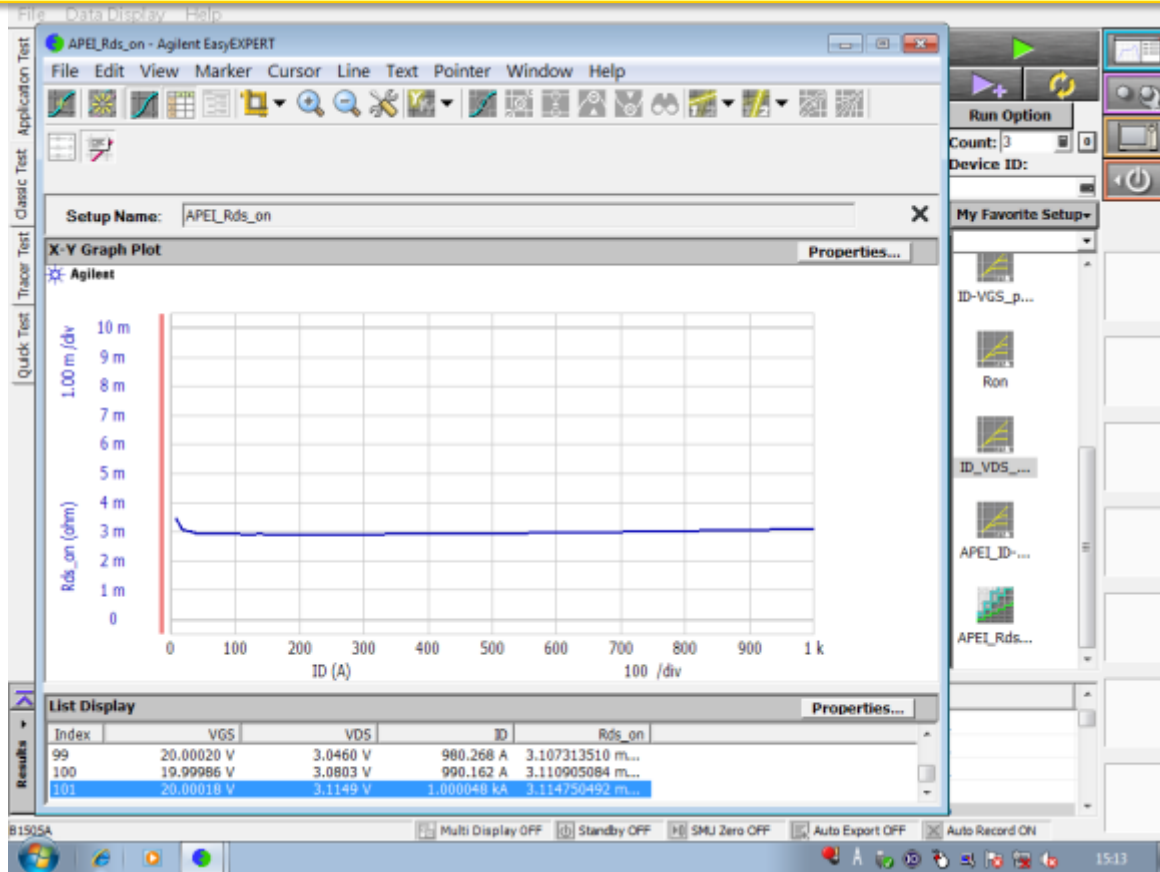 File Data Display Help
APEI_Rds_on - Agilent EasyEXPERT
File Edit View Marker Cursor Line Text Pointer Window Help
Application Test
Classic Test
Tracer Test
Quick Test
Setup Name: APEI_Rds_on
X-Y Graph Plot Properties...
Agilent
1.00 m /div
Rds_on (ohm)
10 m
9 m
8 m
7 m
6 m
5 m
4 m
3 m
2 m
1 m
0
0 100 200 300 400 500 600 700 800 900 1 k
ID (A) 100 /div
List Display Properties...
Index VGS VDS ID Rds_on
99 20.00020 V 3.0460 V 980.268 A 3.107313510 m...
100 19.99986 V 3.0803 V 990.162 A 3.110905084 m...
101 20.00018 V 3.1149 V 1.000048 kA 3.114750492 m...
Results
Run Option
Count: 3 0
Device ID:
My Favorite Setup
ID-VGS_p...
Ron
ID_VDS_...
APEI_ID-...
APEI_Rds...
B1505A Multi Display OFF Standby OFF SMU Zero OFF Auto Export OFF Auto Record ON
15:13